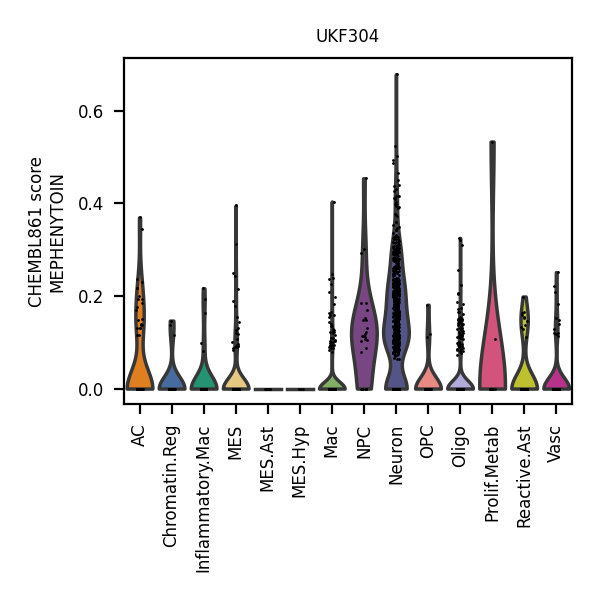 UKF304
CHEMBL861 score
MEPHENYTOIN
0.6
0.4
0.2
0.0
AC
Chromatin.Reg
Inflammatory.Mac
MES
MES.Ast
MES.Hyp
Mac
NPC
Neuron
OPC
Oligo
Prolif.Metab
Reactive.Ast
Vasc